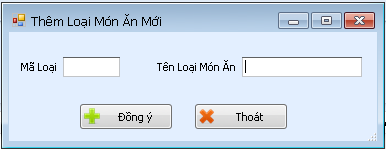 Thêm Loại Món Ăn Mới
Mã Loại Tên Loại Món Ăn
Đồng ý Thoát